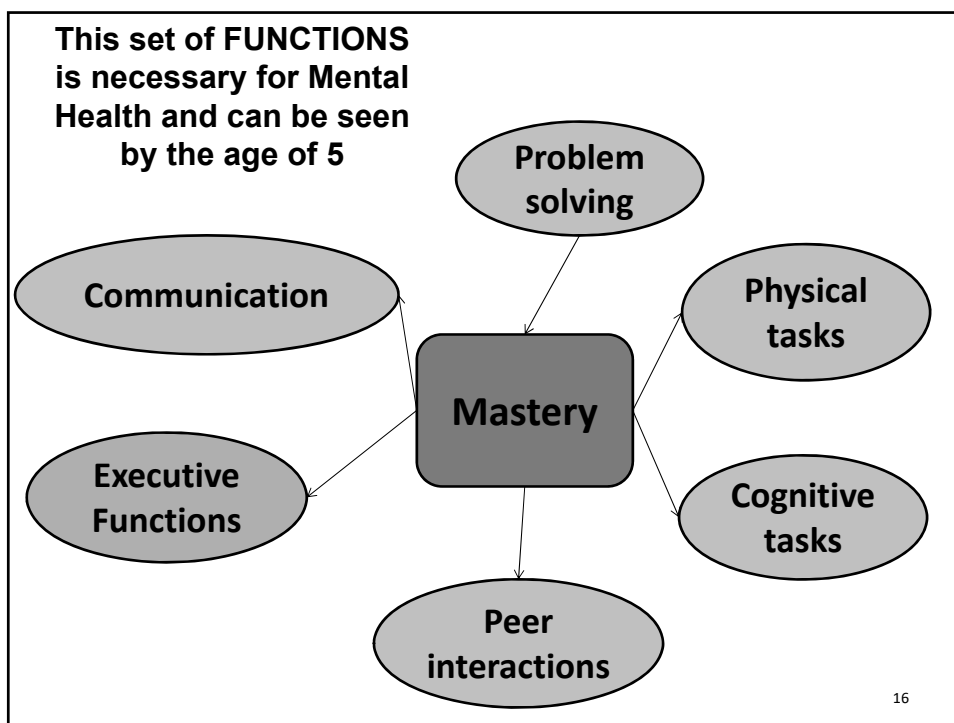 This set of FUNCTIONS
is necessary for Mental
Health and can be seen
by the age of 5
Problem
solving
Communication
Physical
tasks
Mastery
Executive
Functions
Cognitive
tasks
Peer
interactions
16